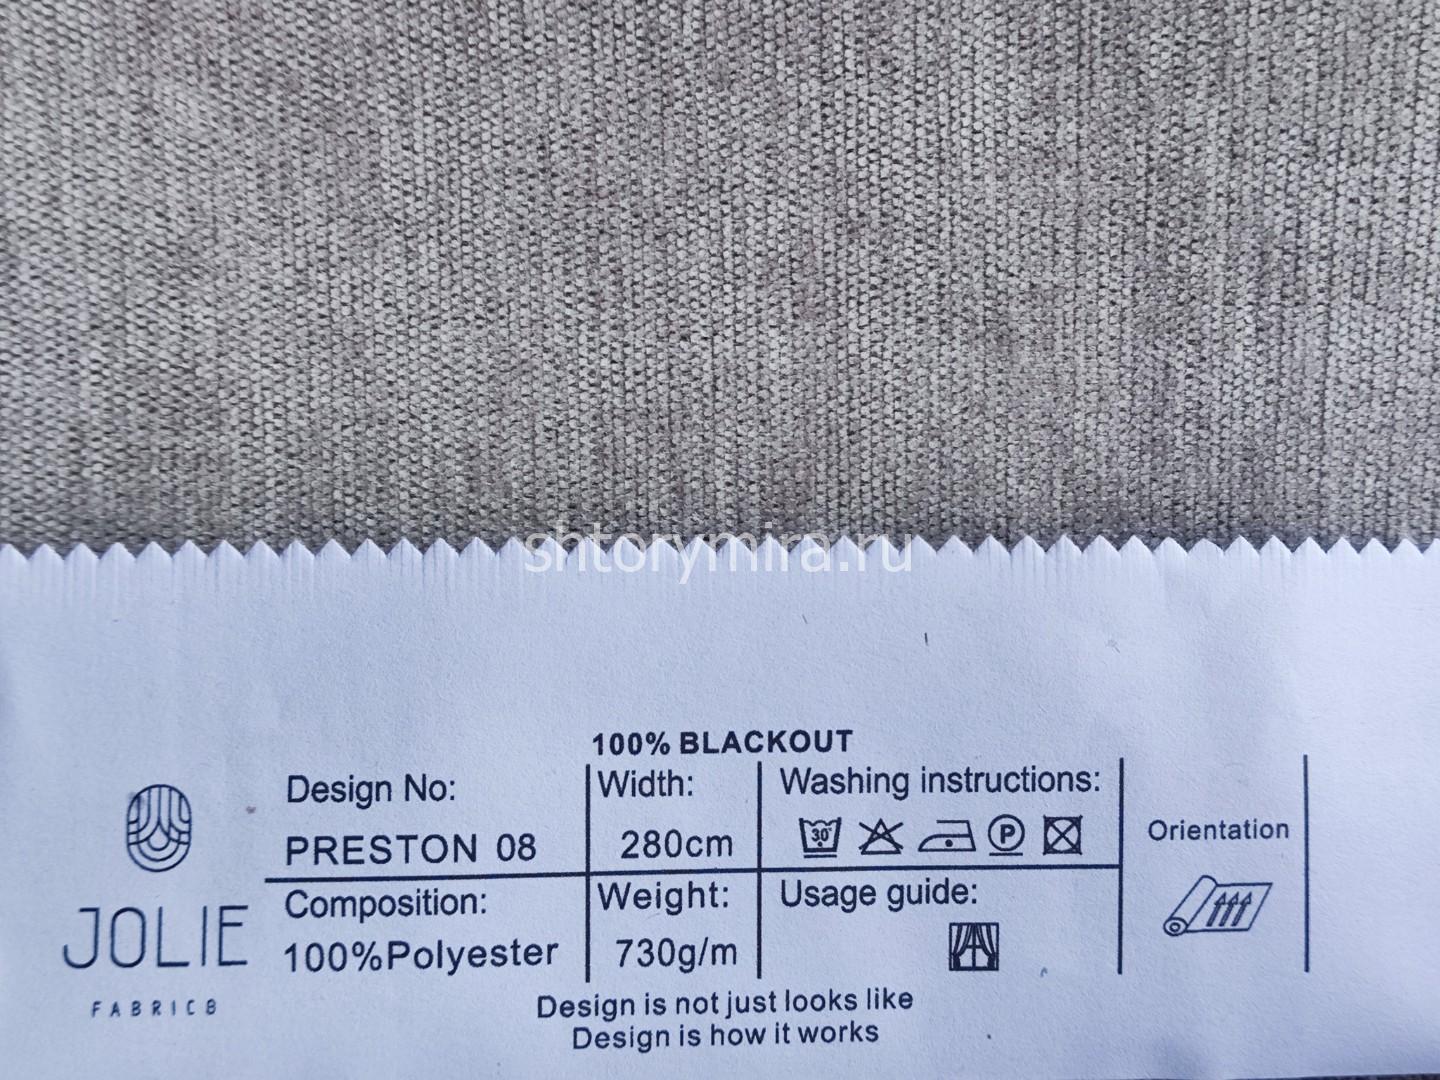 shtorymira.ru
100% BLACKOUT
Design No:
PRESTON 08
Width:
280cm
Washing instructions:
30°
P
Orientation
Composition:
100%Polyester
Weight:
730g/m
Usage guide:
JOLIE
FABRICS
Design is not just looks like
Design is how it works